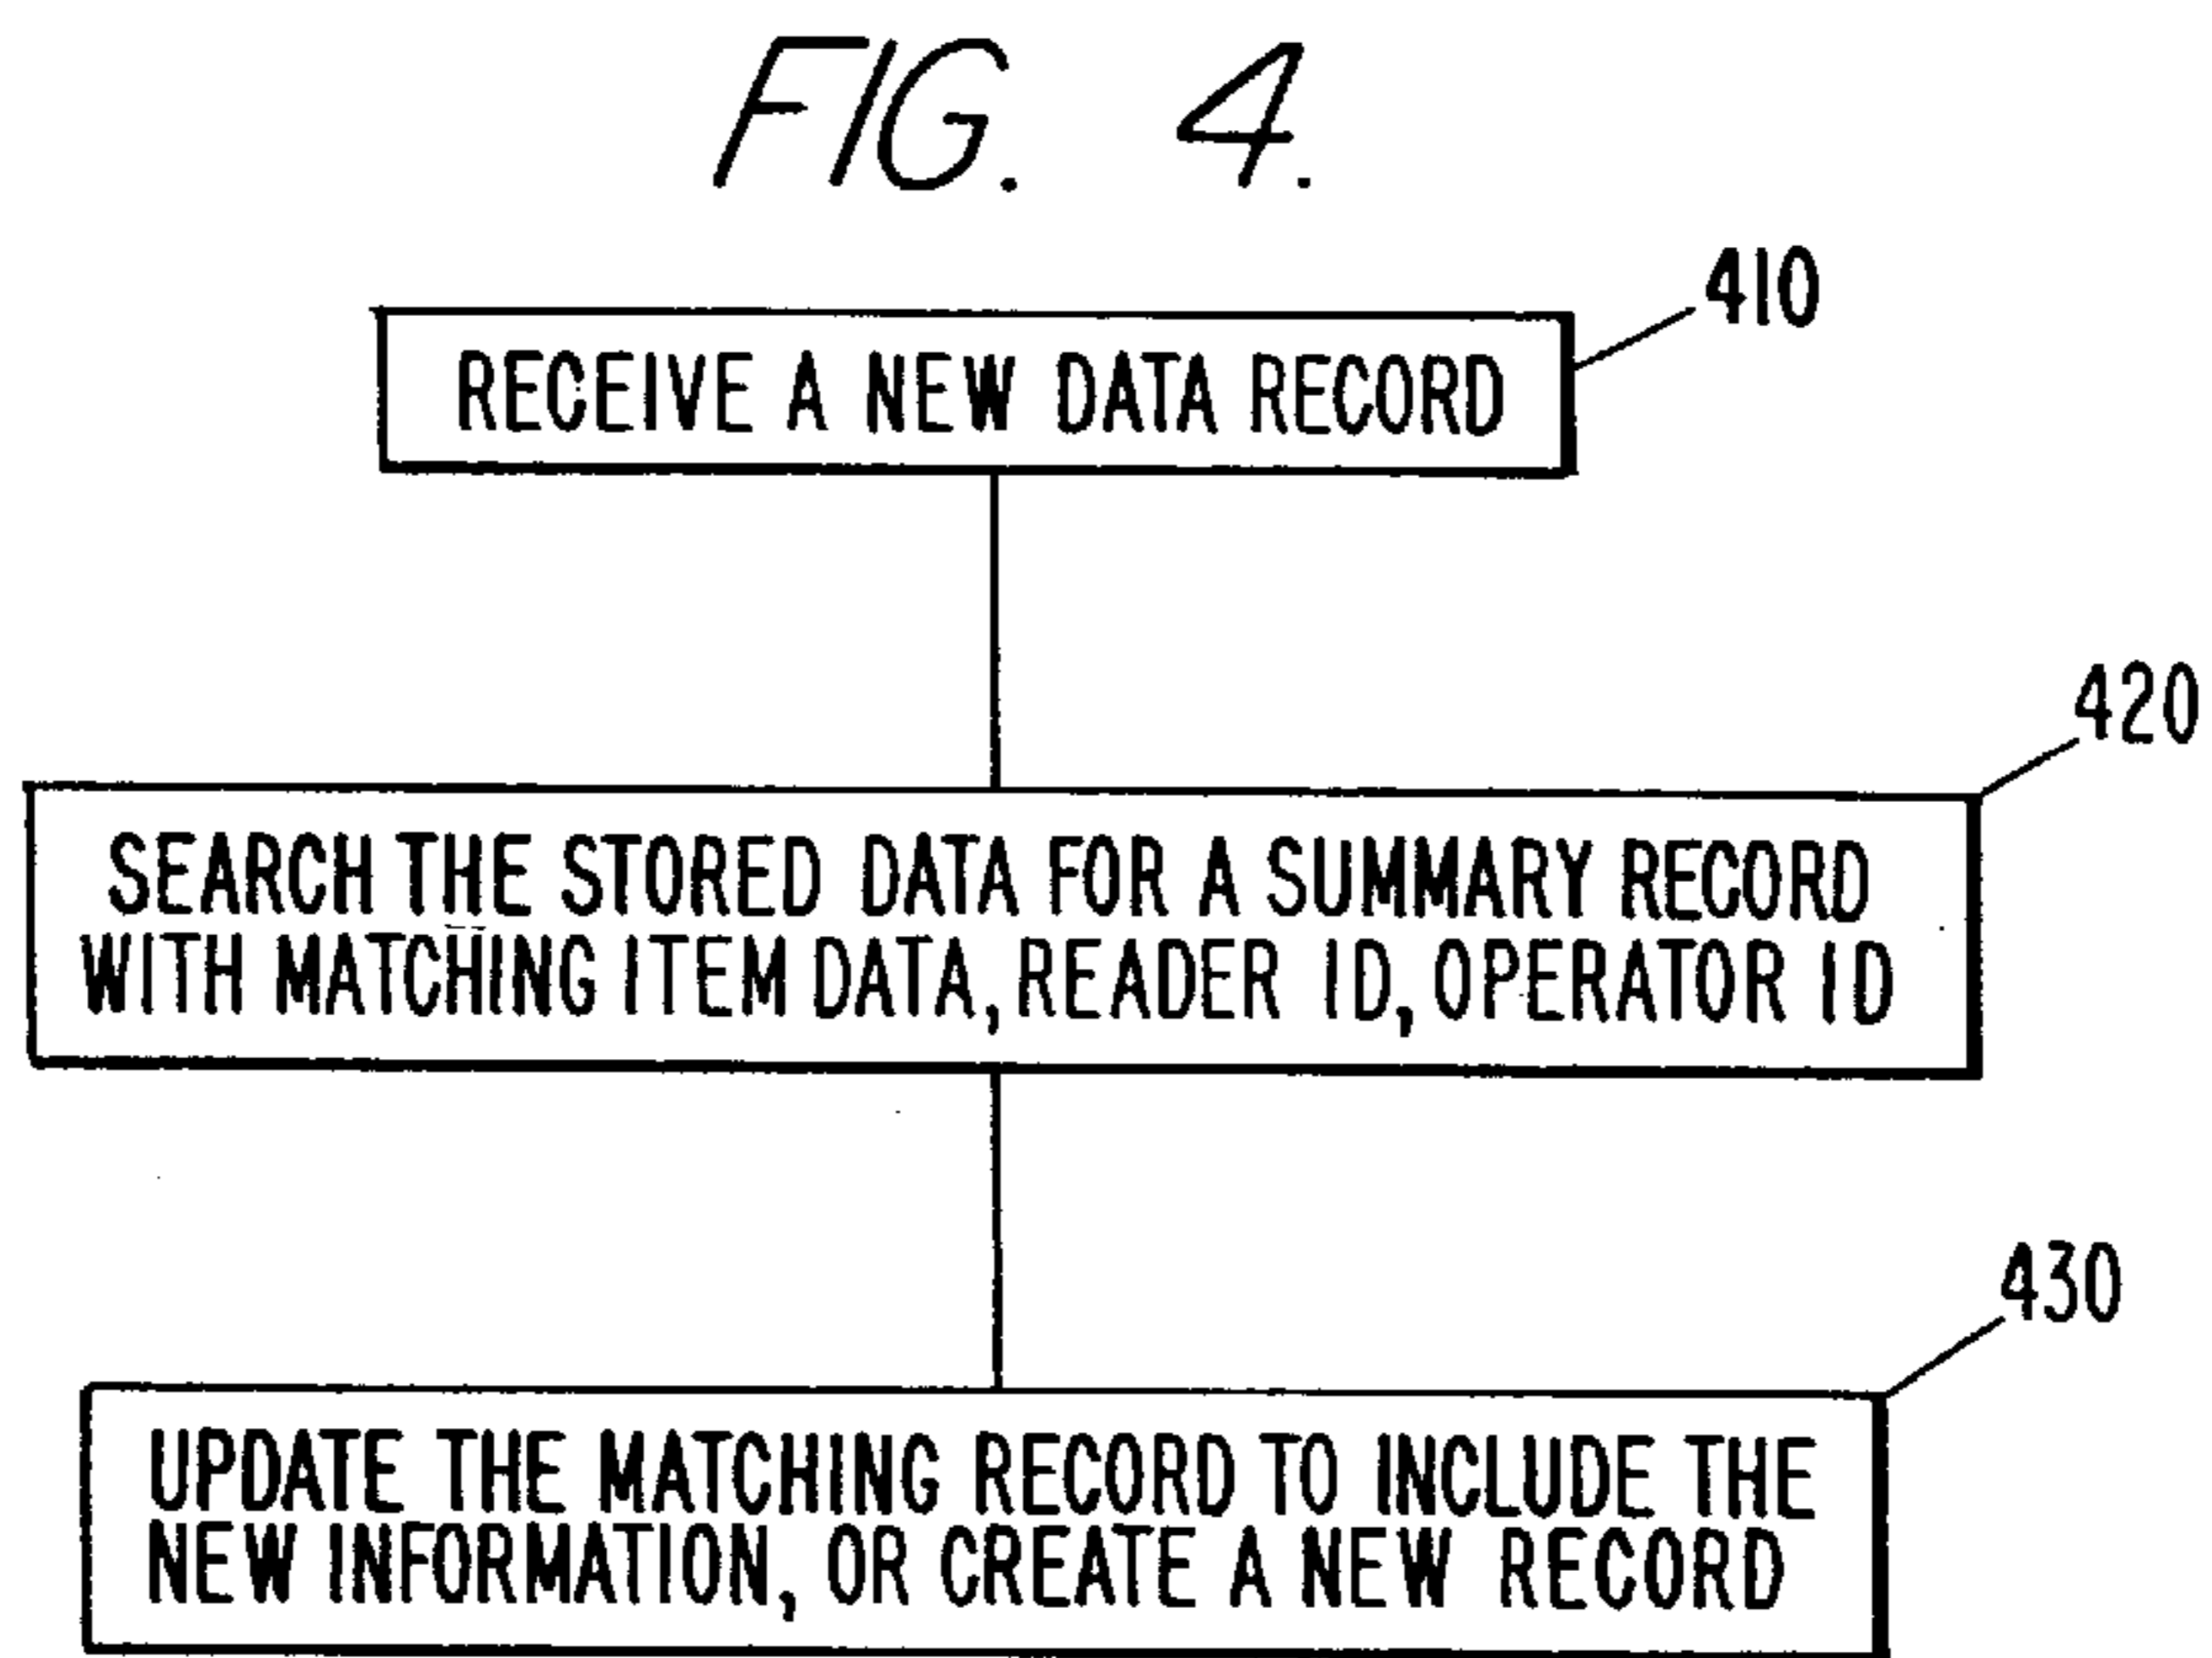 FIG. 4.
410
RECEIVE A NEW DATA RECORD
420
SEARCH THE STORED DATA FOR A SUMMARY RECORD
WITH MATCHING ITEM DATA, READER ID, OPERATOR ID
430
UPDATE THE MATCHING RECORD TO INCLUDE THE
NEW INFORMATION, OR CREATE A NEW RECORD